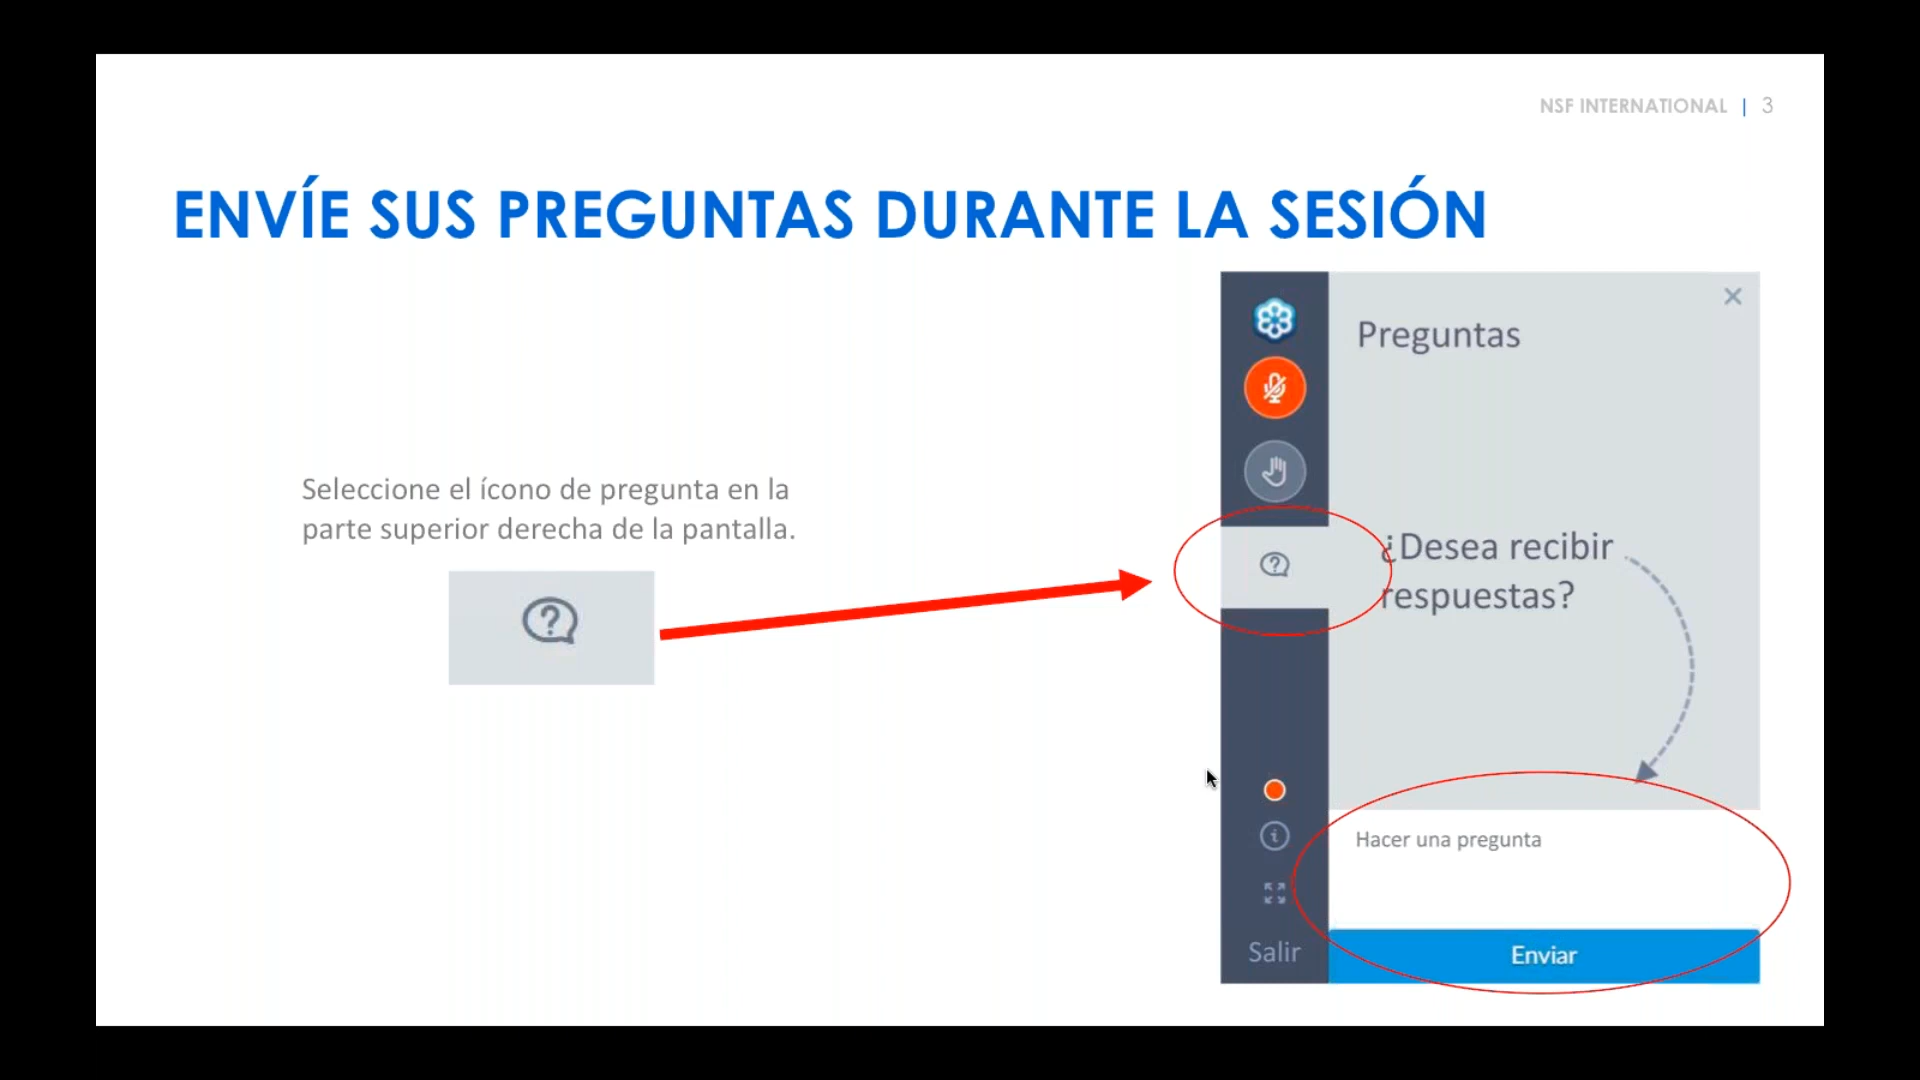 NSF INTERNATIONAL | 3
ENVÍE SUS PREGUNTAS DURANTE LA SESIÓN
Seleccione el ícono de pregunta en la
parte superior derecha de la pantalla.
Preguntas
¿Desea recibir
respuestas?
Hacer una pregunta
Salir
Enviar